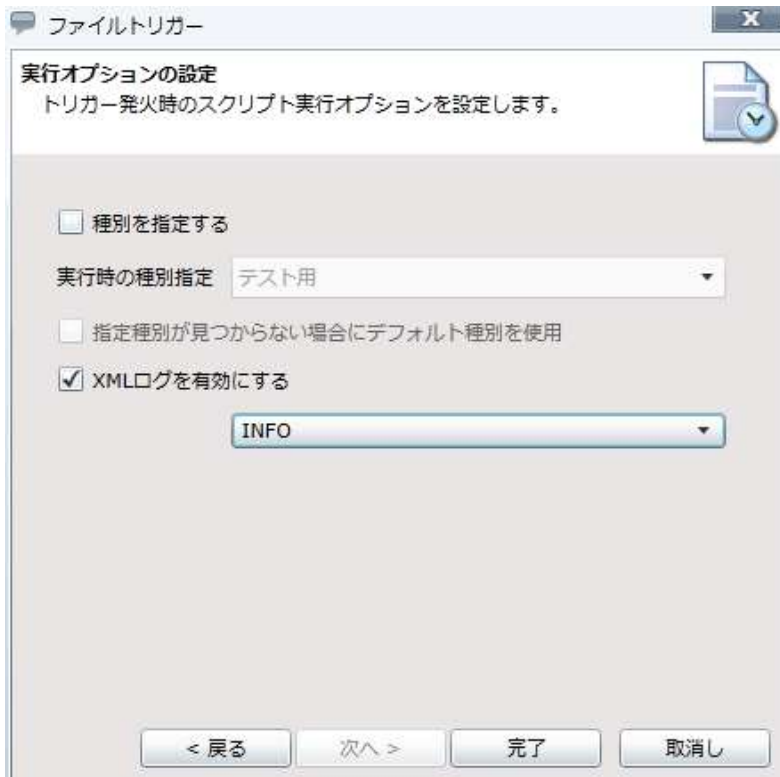 ファイルトリガー
実行オプションの設定
トリガー発火時のスクリプト実行オプションを設定します。
種別を指定する
実行時の種別指定 テスト用
指定種別が見つからない場合にデフォルト種別を使用
XMLログを有効にする
INFO
< 戻る 次へ > 完了 取消し